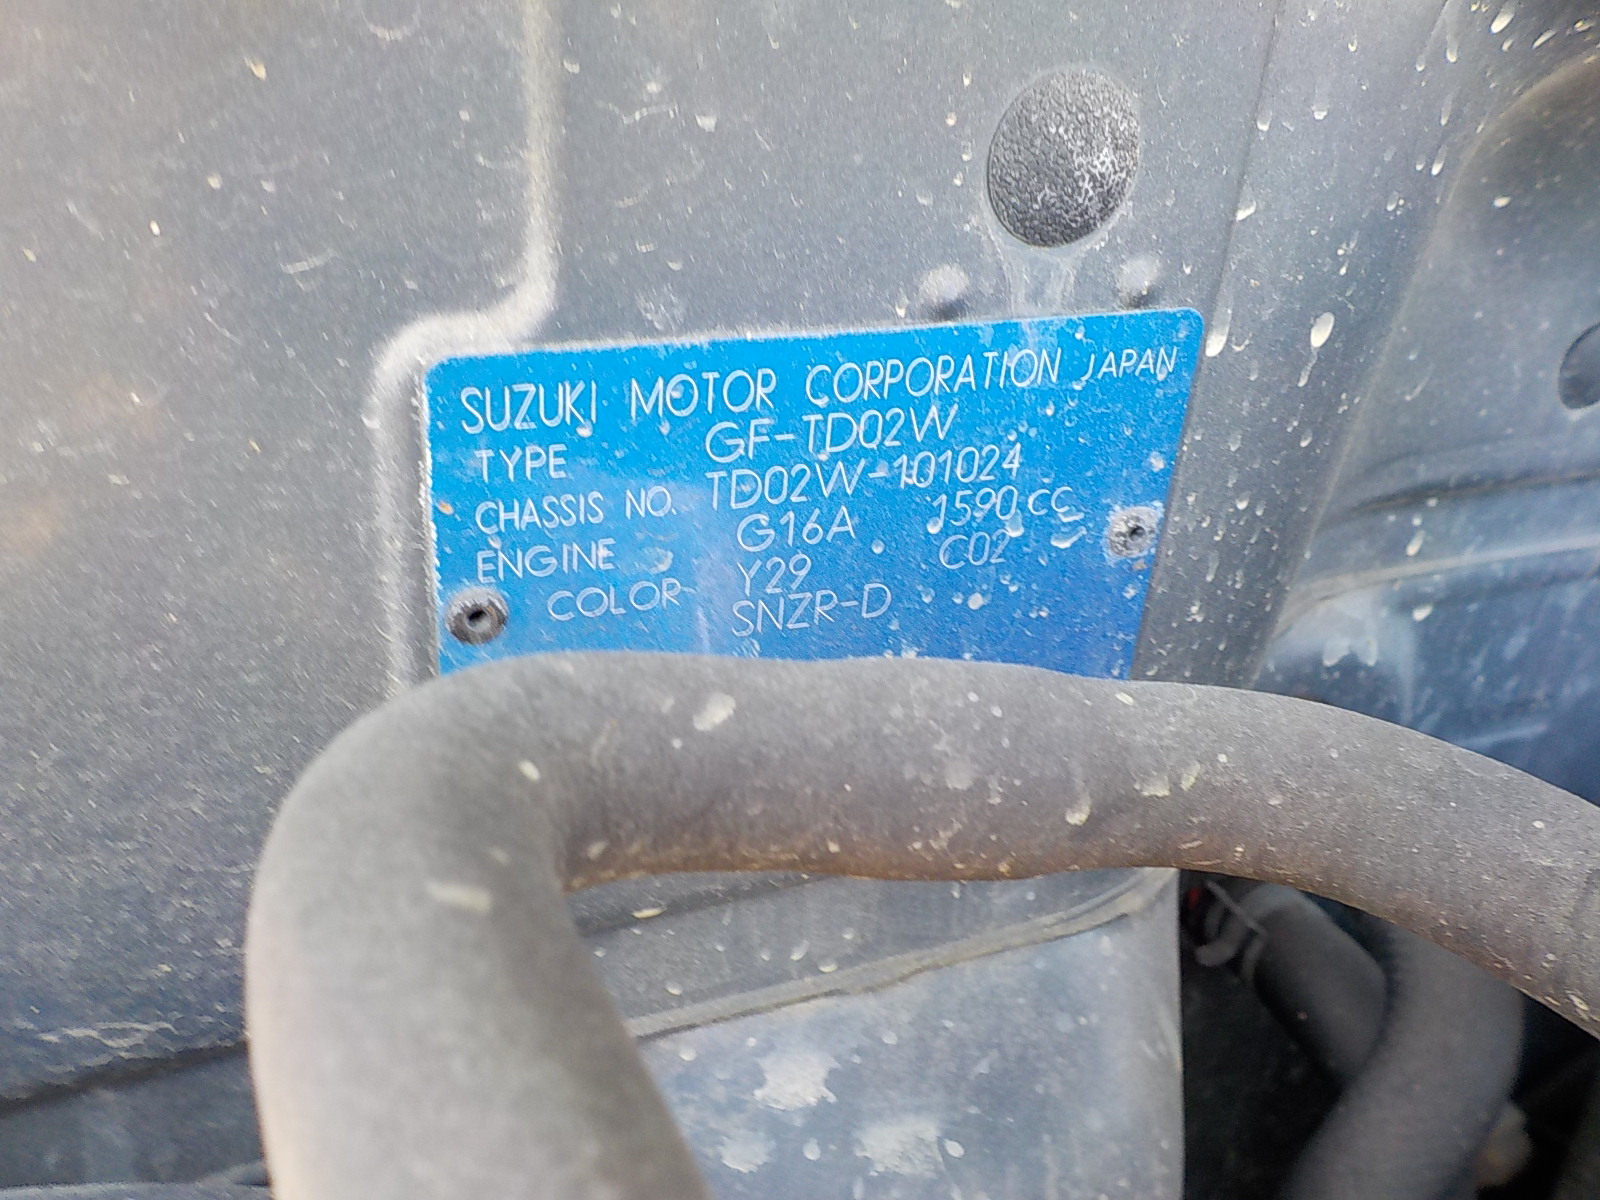 SUZUKI MOTOR CORPORATION JAPAN
TYPE GF-TD02W
CHASSIS NO. TD02W-101024
ENGINE G16A 1590 CC
COLOR Y29 C02
SNZR-D